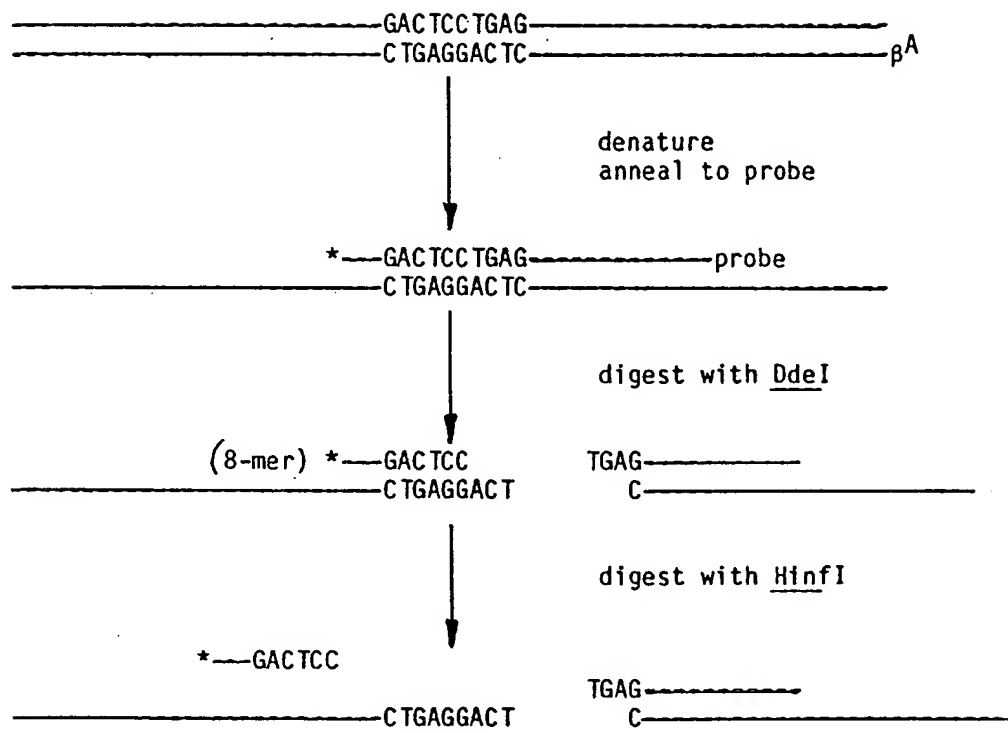 GACTCCTGAG
CTGAGGACTC βA
denature
anneal to probe
*—GACTCCTGAG probe
CTGAGGACTC
digest with DdeI
(8-mer) *—GACTCC TGAG
CTGAGGACT C
digest with HinfI
*—GACTCC
TGAG
CTGAGGACT C